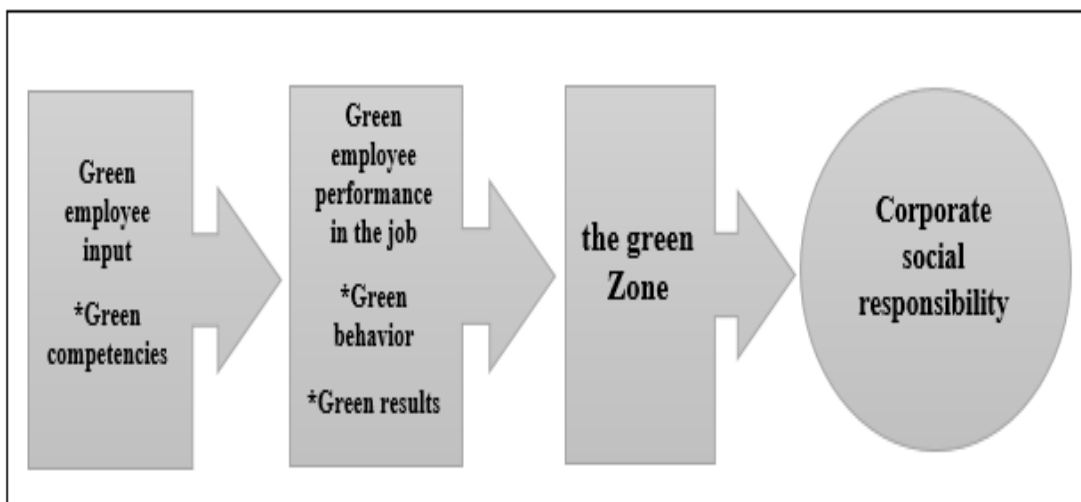 Green
employee
input
*Green
competencies
Green
employee
performance
in the job
*Green
behavior
*Green results
the green
Zone
Corporate
social
responsibility